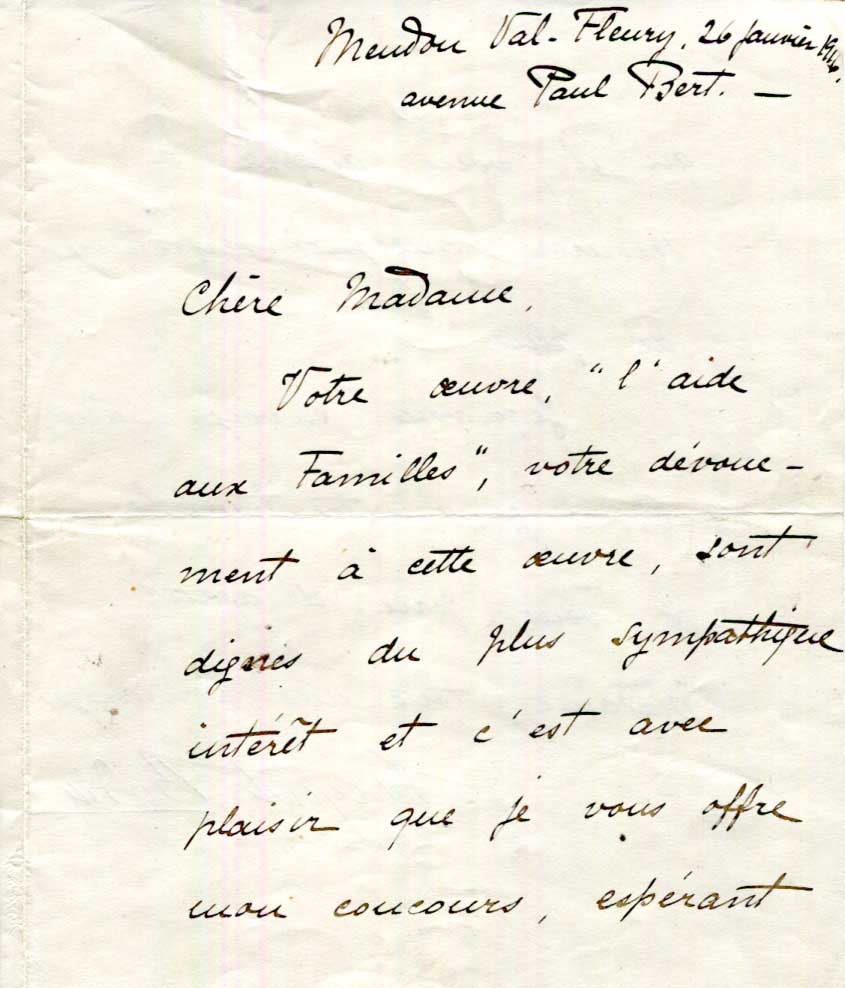 Meudon Val-Fleury, 26 janvier
avenue Paul Bert. —
Chère Madame,
Votre œuvre, "l'aide
aux Familles", votre dévoue-
ment à cette œuvre, sont
dignes du plus sympathique
intérêt et c'est avec
plaisir que je vous offre
mon concours, espérant